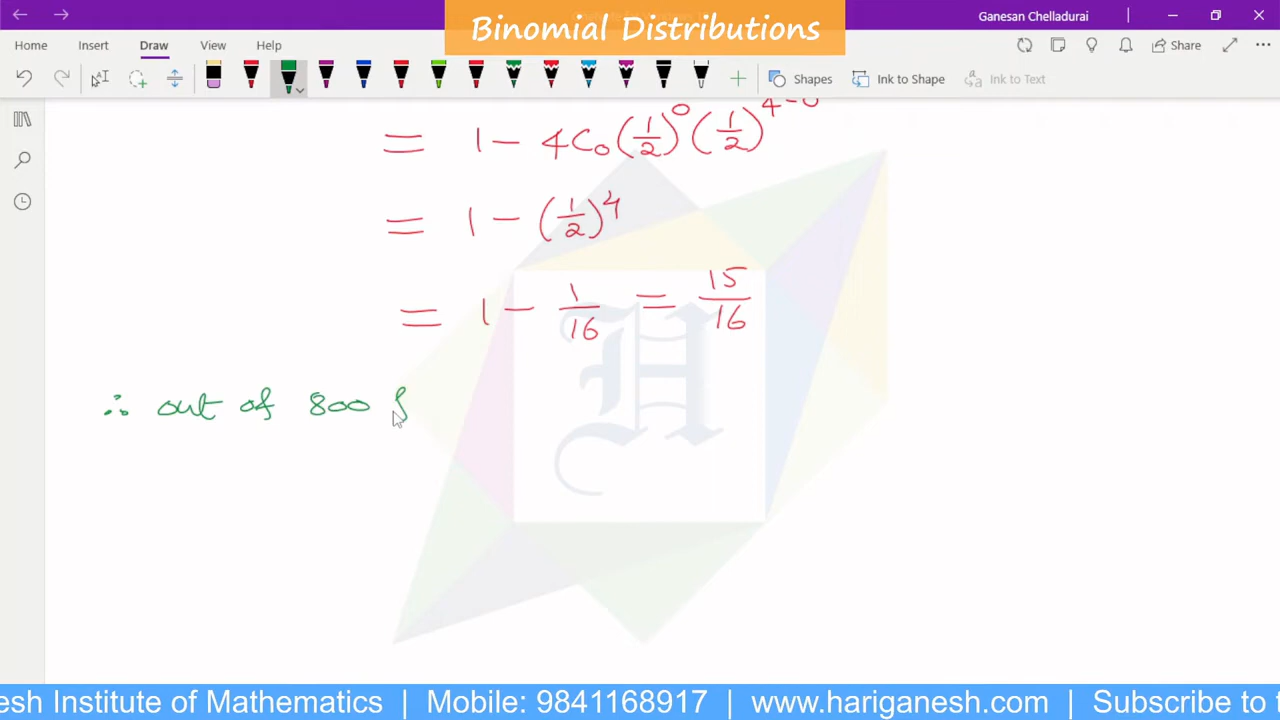 Binomial Distributions
Ganesan Chelladurai
Home Insert Draw View Help
Share
Shapes
Ink to Shape
Ink to Text
= 1 - 4C₀(1/2)⁰(1/2)⁴⁻⁰
= 1 - (1/2)⁴
= 1 - 1/16 = 15/16
∴ out of 800 f
H
esh Institute of Mathematics | Mobile: 9841168917 | www.hariganesh.com | Subscribe to t